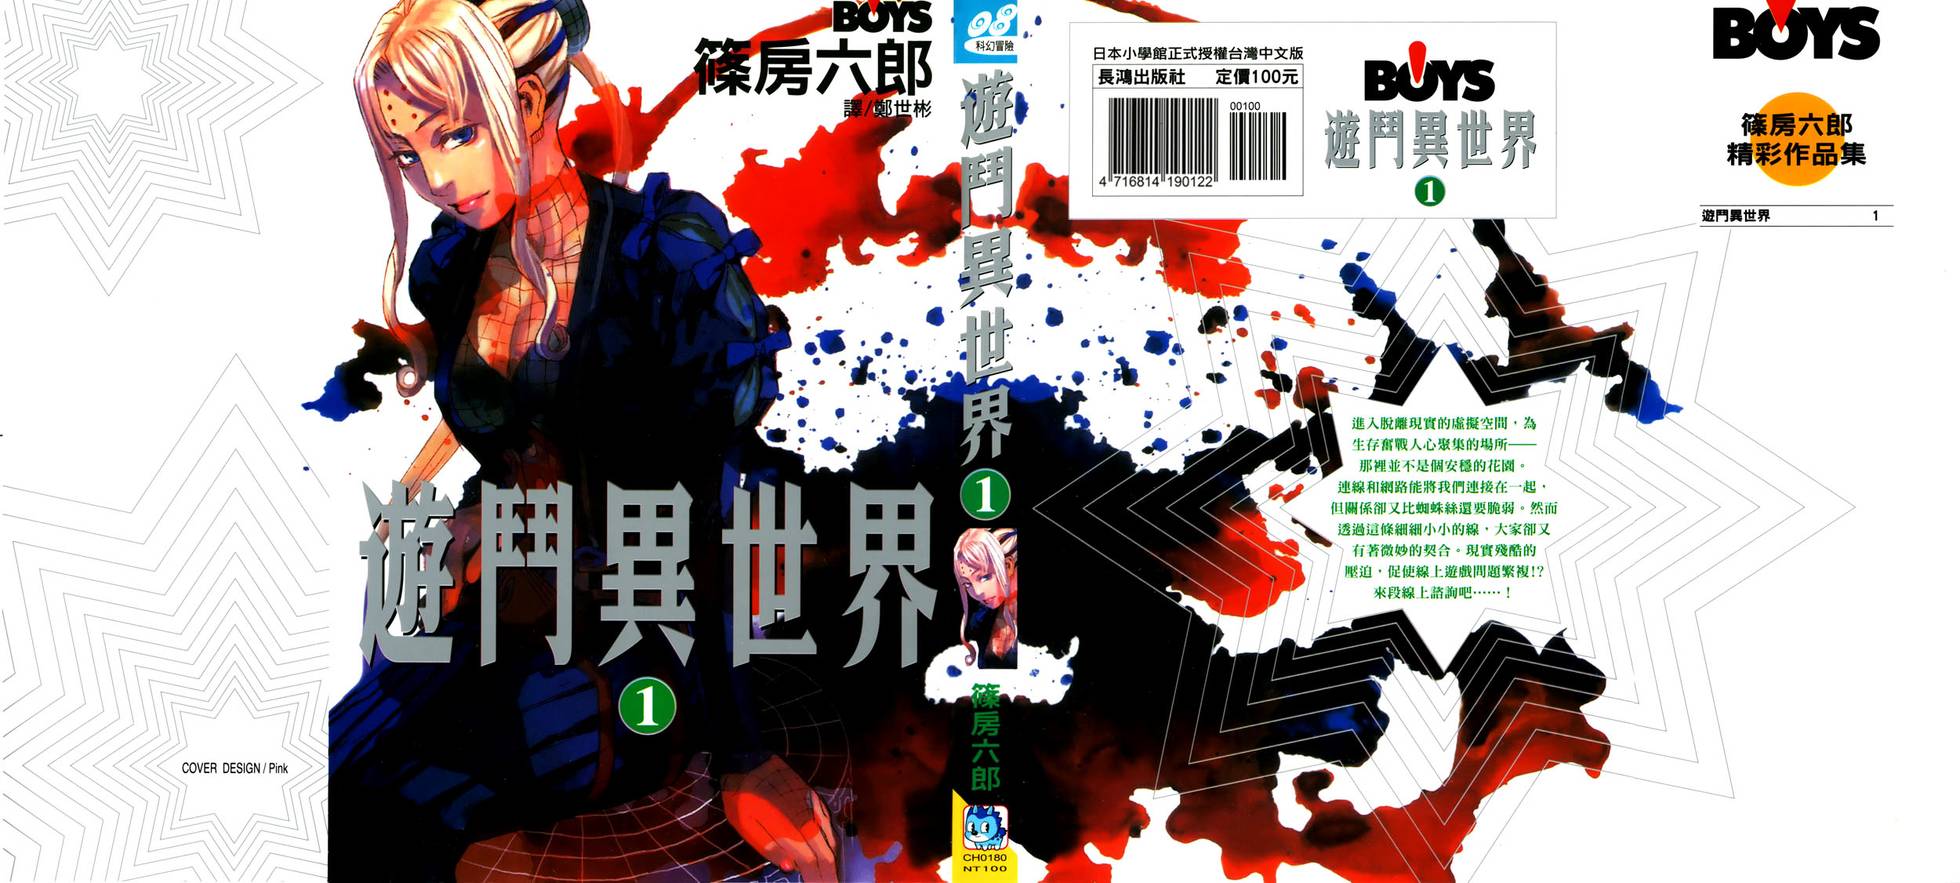 COVER DESIGN / Pink
BOYS
篠房六郎
譯/鄭世彬
遊鬥異世界
1
98
科幻冒險
遊鬥異世界
1
篠房六郎
CH0180
NT100
日本小學館正式授權台灣中文版
長鴻出版社 定價100元
00100
4 716814 190122
BOYS
遊鬥異世界
1
進入脫離現實的虛擬空間，為
生存奮戰人心聚集的場所——
那裡並不是個安穩的花園。
連線和網路能將我們連接在一起，
但關係卻又比蜘蛛絲還要脆弱。然而
透過這條細細小小的線，大家卻又
有著微妙的契合。現實殘酷的
壓迫，促使線上遊戲問題繁複!?
來段線上諮詢吧……！
BOYS
篠房六郎
精彩作品集
遊鬥異世界 1